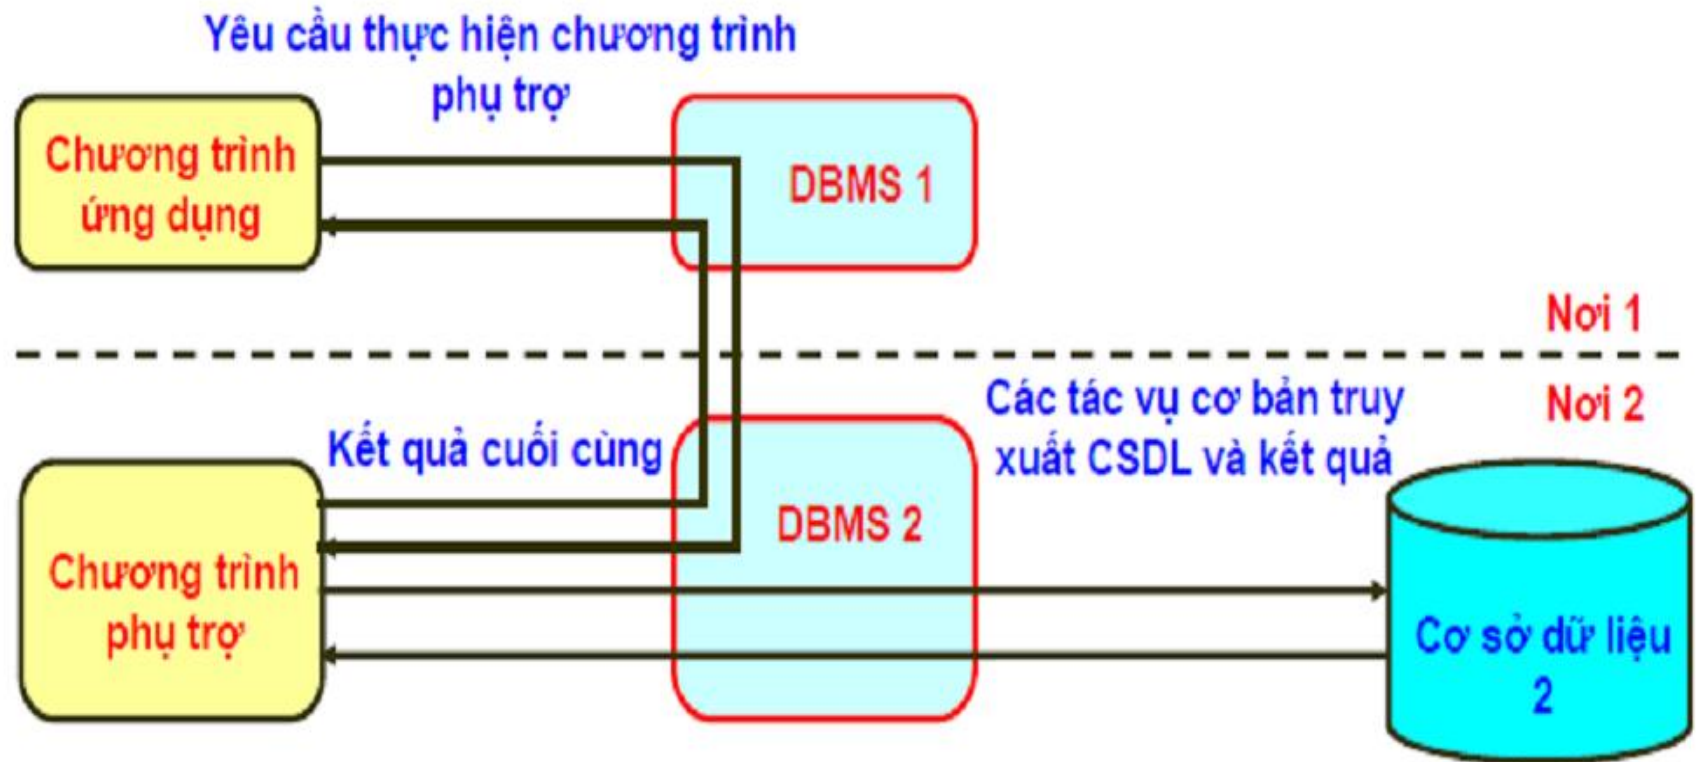 Yêu cầu thực hiện chương trình
phụ trợ
Chương trình
ứng dụng
DBMS 1
Nơi 1
Nơi 2
Các tác vụ cơ bản truy
xuất CSDL và kết quả
Kết quả cuối cùng
DBMS 2
Chương trình
phụ trợ
Cơ sở dữ liệu
2